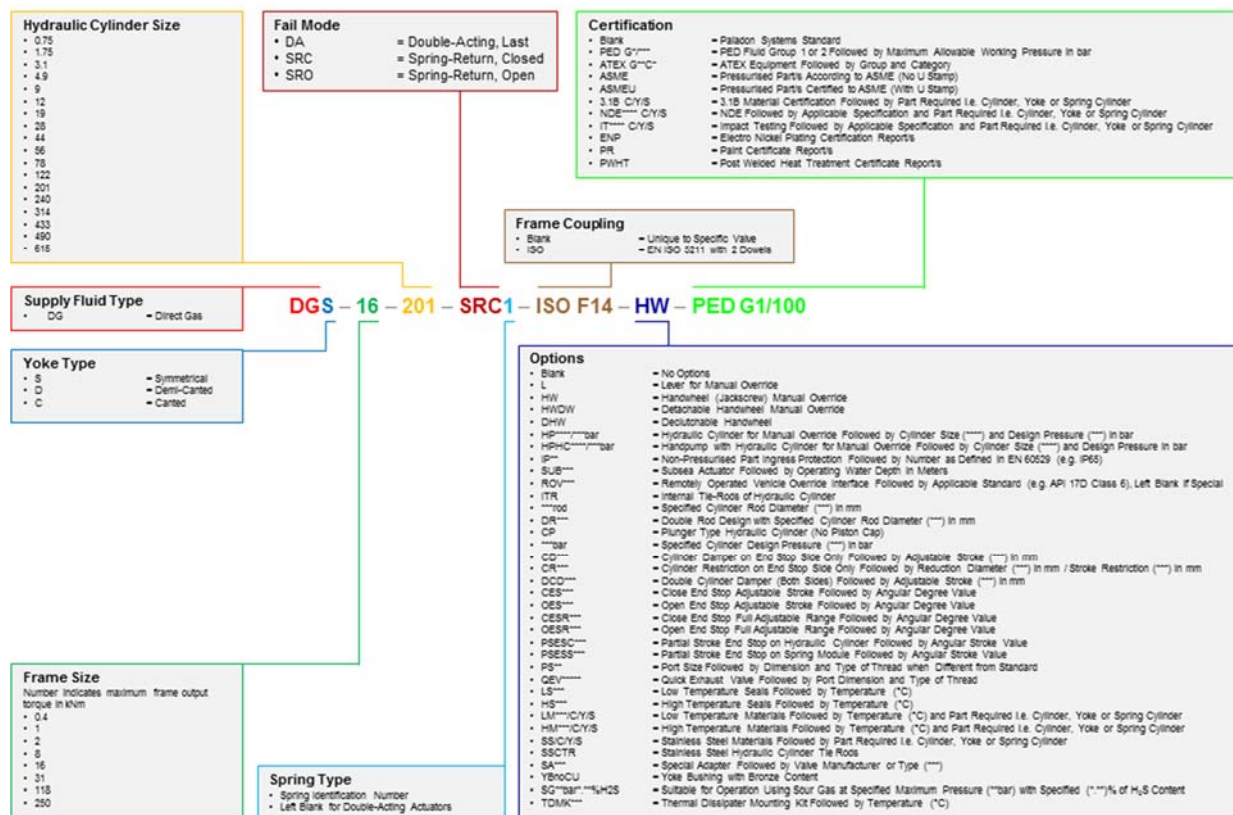 Hydraulic Cylinder Size
• 0.75
• 1.75
• 3.1
• 4.9
• 9
• 12
• 19
• 28
• 44
• 56
• 78
• 122
• 201
• 240
• 314
• 433
• 490
- 615
Fail Mode
• DA = Double-Acting, Last
• SRC = Spring-Return, Closed
• SRO = Spring-Return, Open
Certification
• Blank = Paladon Systems Standard
• PED G*/*** = PED Fluid Group 1 or 2 Followed by Maximum Allowable Working Pressure in bar
• ATEX G**C* = ATEX Equipment Followed by Group and Category
• ASME = Pressurised Part/s According to ASME (No U Stamp)
• ASMEU = Pressurised Part/s Certified to ASME (With U Stamp)
• 3.1B C/Y/S = 3.1B Material Certification Followed by Part Required i.e. Cylinder, Yoke or Spring Cylinder
• NDE**** C/Y/S = NDE Followed by Applicable Specification and Part Required i.e. Cylinder, Yoke or Spring Cylinder
• IT**** C/Y/S = Impact Testing Followed by Applicable Specification and Part Required i.e. Cylinder, Yoke or Spring Cylinder
• ENP = Electro Nickel Plating Certification Report/s
• PR = Paint Certificate Report/s
• PWHT = Post Welded Heat Treatment Certificate Report/s
Frame Coupling
• Blank = Unique to Specific Valve
• ISO = EN ISO 5211 with 2 Dowels
Supply Fluid Type
• DG = Direct Gas
DGS – 16 – 201 – SRC1 – ISO F14 – HW – PED G1/100
Yoke Type
• S = Symmetrical
• D = Demi-Canted
• C = Canted
Options
• Blank = No Options
• L = Lever for Manual Override
• HW = Handwheel (Jackscrew) Manual Override
• HWDW = Detachable Handwheel Manual Override
• DHW = Declutchable Handwheel
• HP****/***bar = Hydraulic Cylinder for Manual Override Followed by Cylinder Size (****) and Design Pressure (***) in bar
• HPHC****/***bar = Handpump with Hydraulic Cylinder for Manual Override Followed by Cylinder Size (****) and Design Pressure in bar
• IP** = Non-Pressurised Part Ingress Protection Followed by Number as Defined in EN 60529 (e.g. IP65)
• SUB*** = Subsea Actuator Followed by Operating Water Depth in Meters
• ROV*** = Remotely Operated Vehicle Override Interface Followed by Applicable Standard (e.g. API 17D Class 6), Left Blank if Special
• ITR = Internal Tie-Rods of Hydraulic Cylinder
• ***rod = Specified Cylinder Rod Diameter (***) in mm
• DR*** = Double Rod Design with Specified Cylinder Rod Diameter (***) in mm
• CP = Plunger Type Hydraulic Cylinder (No Piston Cap)
• ***bar = Specified Cylinder Design Pressure (***) in bar
• CD*** = Cylinder Damper on End Stop Side Only Followed by Adjustable Stroke (***) in mm
• CR*** = Cylinder Restriction on End Stop Side Only Followed by Reduction Diameter (***) in mm / Stroke Restriction (***) in mm
• DCD*** = Double Cylinder Damper (Both Sides) Followed by Adjustable Stroke (***) in mm
• CES*** = Close End Stop Adjustable Stroke Followed by Angular Degree Value
• OES*** = Open End Stop Adjustable Stroke Followed by Angular Degree Value
• CESR*** = Close End Stop Full Adjustable Range Followed by Angular Degree Value
• OESR*** = Open End Stop Full Adjustable Range Followed by Angular Degree Value
• PSESC*** = Partial Stroke End Stop on Hydraulic Cylinder Followed by Angular Stroke Value
• PSESS*** = Partial Stroke End Stop on Spring Module Followed by Angular Stroke Value
• PS** = Port Size Followed by Dimension and Type of Thread when Different from Standard
• QEV***** = Quick Exhaust Valve Followed by Port Dimension and Type of Thread
• LS*** = Low Temperature Seals Followed by Temperature (°C)
• HS*** = High Temperature Seals Followed by Temperature (°C)
• LM***/C/Y/S = Low Temperature Materials Followed by Temperature (°C) and Part Required i.e. Cylinder, Yoke or Spring Cylinder
• HM***/C/Y/S = High Temperature Materials Followed by Temperature (°C) and Part Required i.e. Cylinder, Yoke or Spring Cylinder
• SS/C/Y/S = Stainless Steel Materials Followed by Part Required i.e. Cylinder, Yoke or Spring Cylinder
• SSCTR = Stainless Steel Hydraulic Cylinder Tie Rods
• SA*** = Special Adapter Followed by Valve Manufacturer or Type (***)
• YBnoCU = Yoke Bushing with Bronze Content
• SG**bar*.**%H2S = Suitable for Operation Using Sour Gas at Specified Maximum Pressure (**bar) with Specified (*.**)% of H₂S Content
• TDMK*** = Thermal Dissipater Mounting Kit Followed by Temperature (°C)
Frame Size
Number indicates maximum frame output
torque in kNm
• 0.4
• 1
• 2
• 8
• 16
• 31
• 118
• 250
Spring Type
• Spring Identification Number
• Left Blank for Double-Acting Actuators